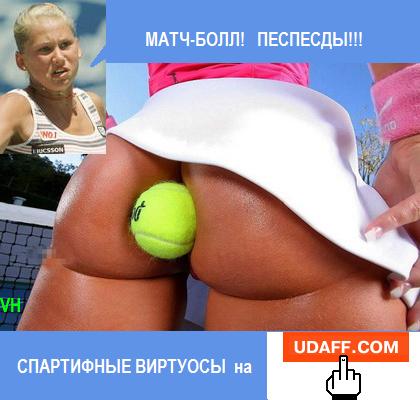 МАТЧ-БОЛЛ! ПЕСПЕСДЫ!!!
ERICSSON
VH
СПАРТИФНЫЕ ВИРТУОСЫ на
UDAFF.COM